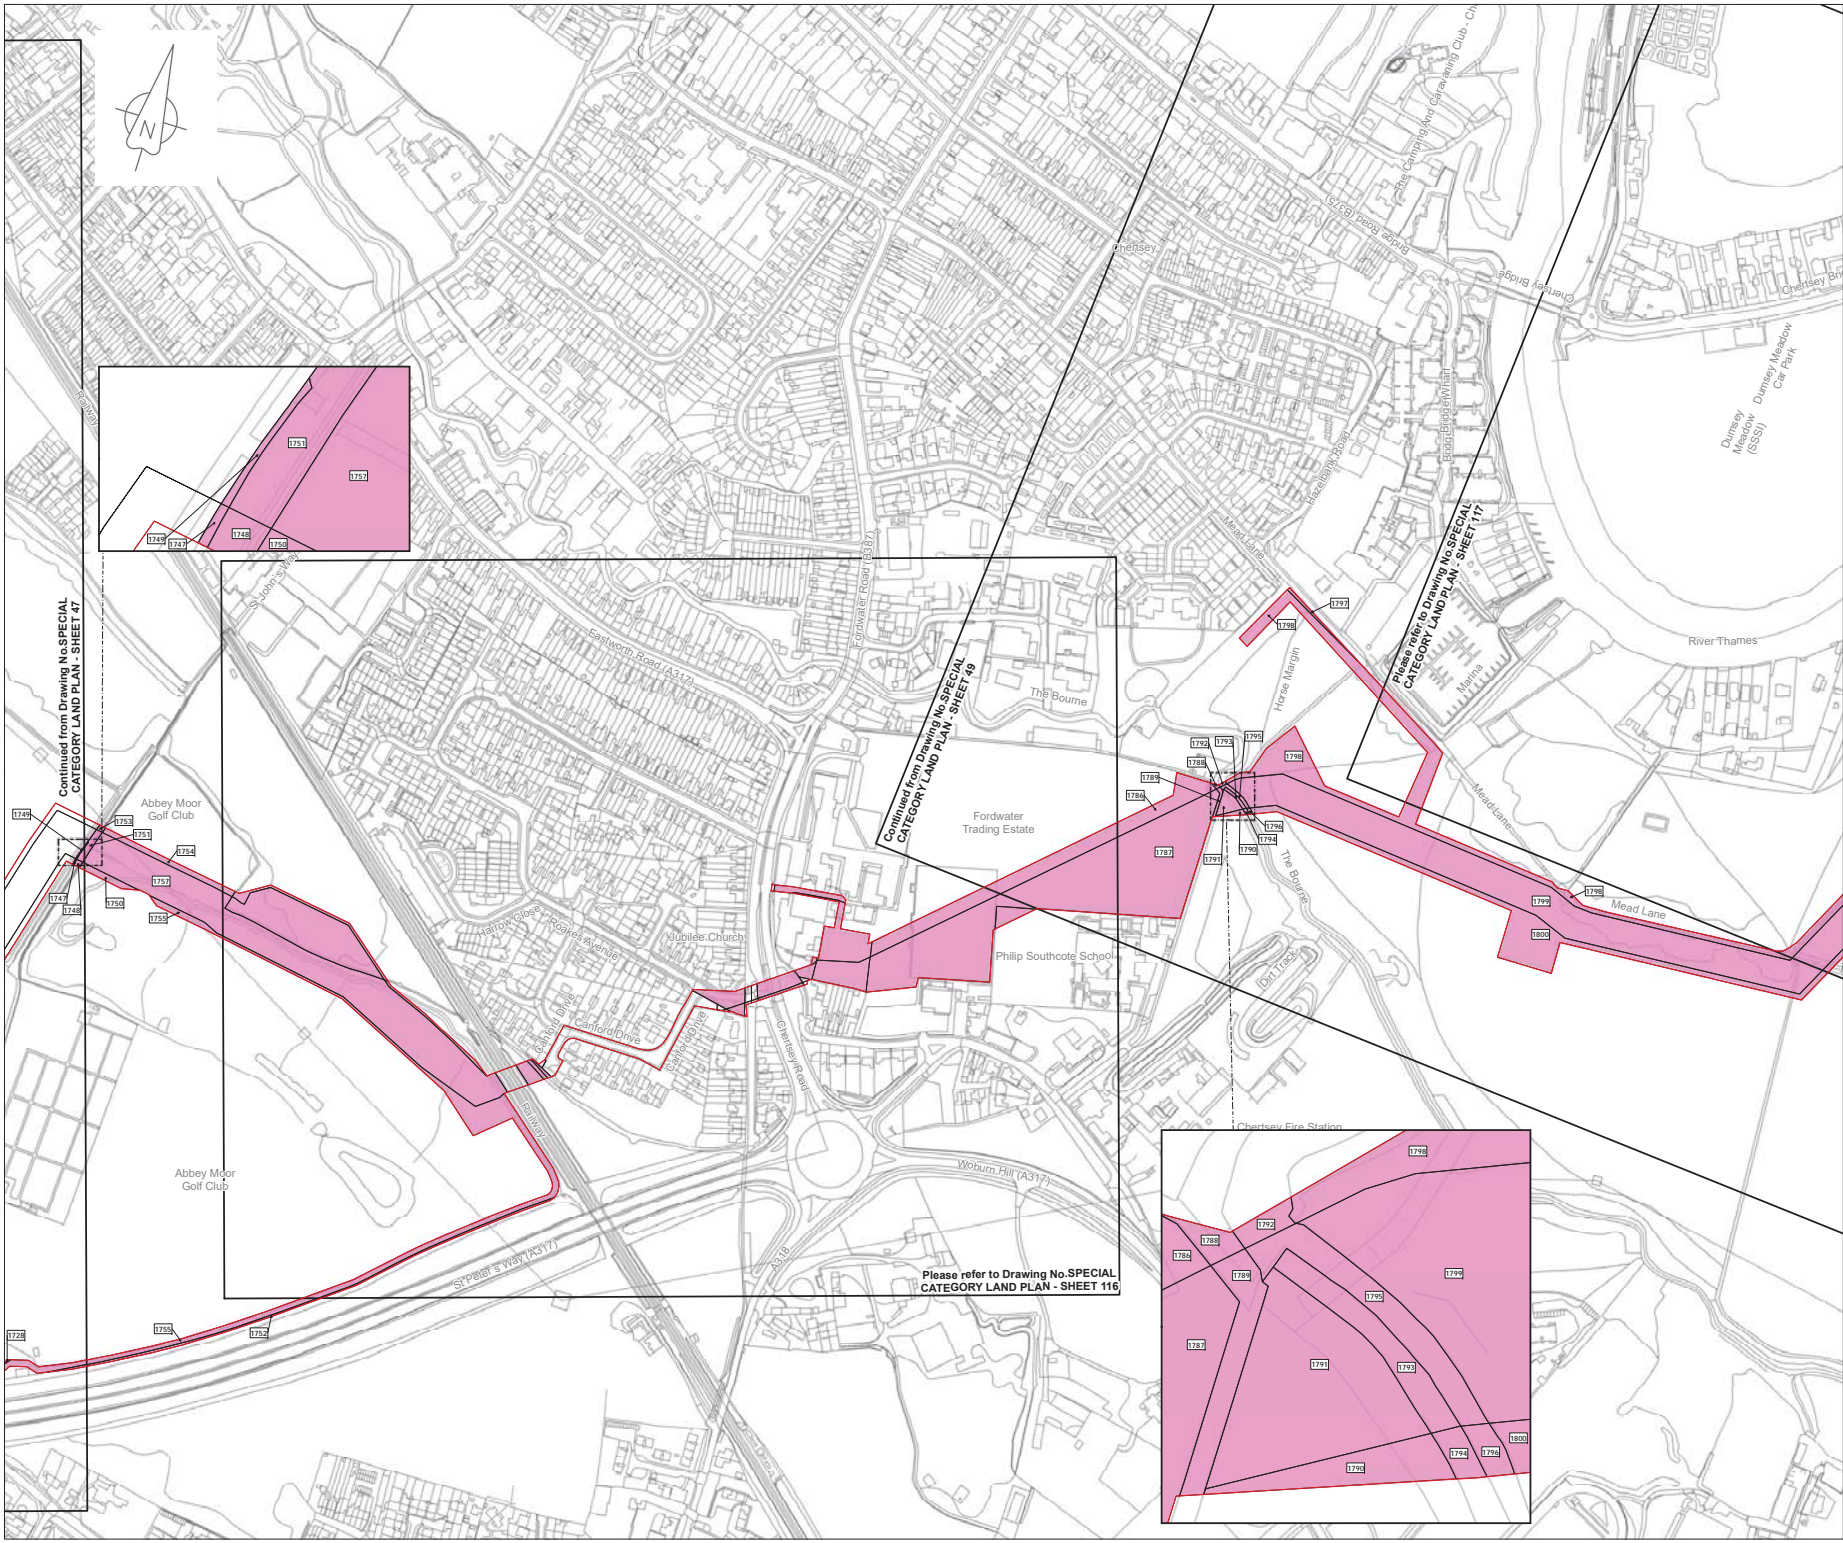 N
The Camping And Caravaning Club - Ch
Bridge Road (B375
Chertsey
Chertsey Bridge
Chertsey Bri
Dumsey Meadow
Car Park
Dumsey
Meadow
(SSSI)
Railway
1751
1757
1749
1747
1748
1750
Hazelbank Road
Mead Lane
Please refer to Drawing No.SPECIAL
CATEGORY LAND PLAN - SHEET 117
St John's Way
Continued from Drawing No.SPECIAL
CATEGORY LAND PLAN - SHEET 47
Fordwater Road (B387)
Eastworth Road (A317)
Continued from Drawing No.SPECIAL
CATEGORY LAND PLAN - SHEET 49
The Bourne
1797
1798
Horse Margin
River Thames
Marina
1749
Abbey Moor
Golf Club
1753
1751
1754
1757
1747
1748
1750
1755
1792
1793
1795
1788
1789
1786
1798
1787
1791
1790
1794
1796
Fordwater
Trading Estate
Mead Lane
The Bourne
1798
1799
Mead Lane
1800
Harrow Close
Roakes Avenue
Jubilee Church
Philip Southcote School
Dirt Track
Canford Drive
Canford Drive
Canford Drive
Chertsey Road
Railway
Chertsey Fire Station
Abbey Moor
Golf Club
Woburn Hill (A317)
St Peter's Way (A317)
A318
Please refer to Drawing No.SPECIAL
CATEGORY LAND PLAN - SHEET 116
1728
1755
1752
1798
1792
1788
1786
1789
1799
1795
1787
1791
1793
1800
1794
1796
1790